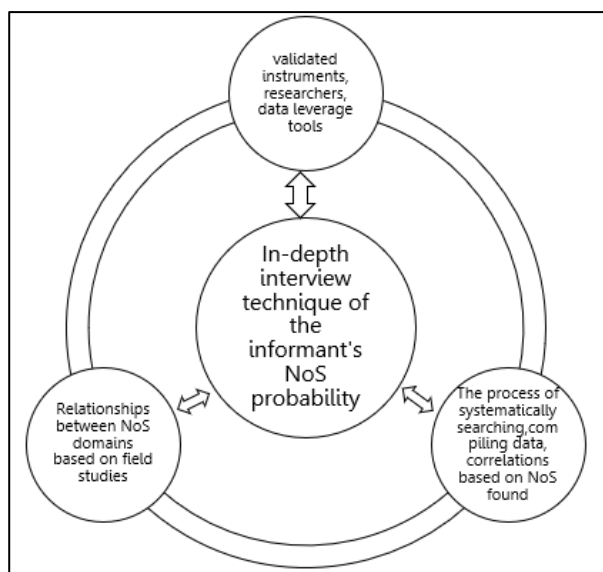 validated
instruments,
researchers,
data leverage
tools
In-depth
interview
technique of
the
informant's
NoS
probability
Relationships
between NoS
domains
based on field
studies
The process of
systematically
searching,com
piling data,
correlations
based on NoS
found